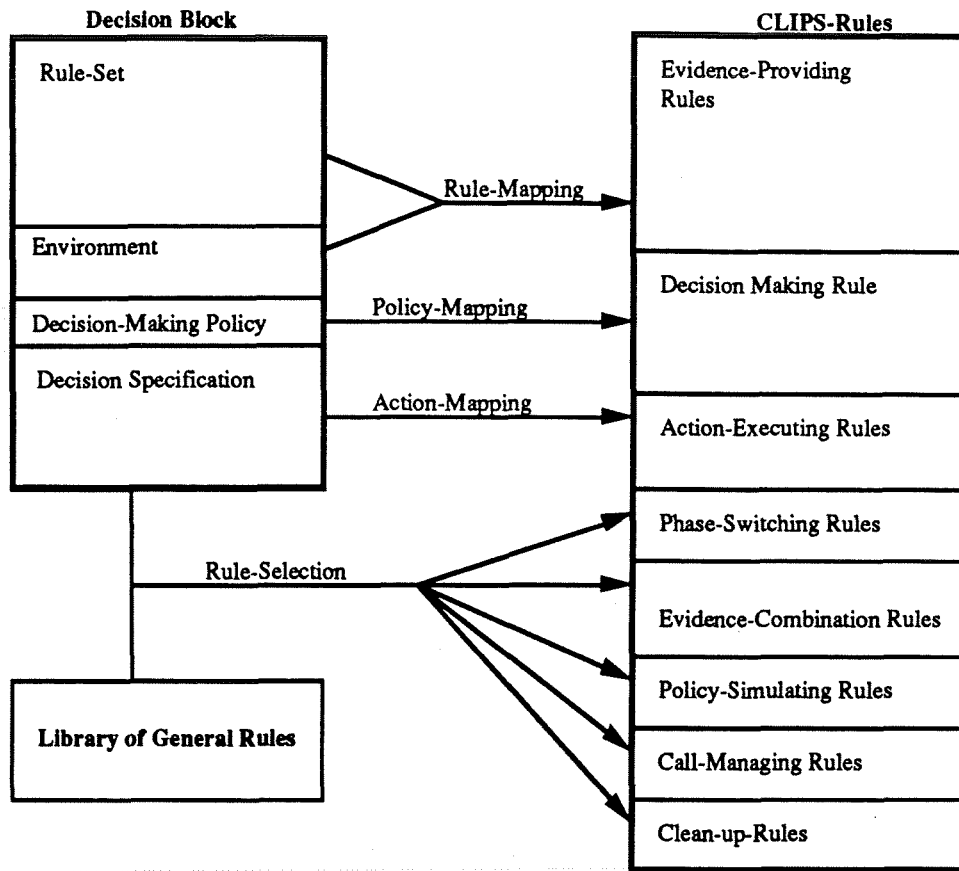 Decision Block
Rule-Set
Environment
Decision-Making Policy
Decision Specification
Library of General Rules
Rule-Mapping
Policy-Mapping
Action-Mapping
Rule-Selection
CLIPS-Rules
Evidence-Providing
Rules
Decision Making Rule
Action-Executing Rules
Phase-Switching Rules
Evidence-Combination Rules
Policy-Simulating Rules
Call-Managing Rules
Clean-up-Rules